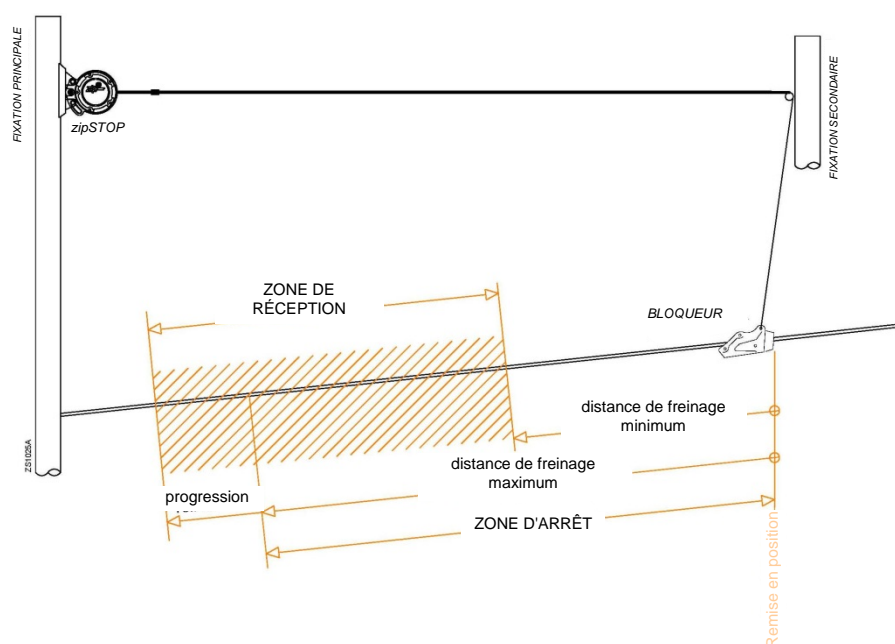 FIXATION PRINCIPALE
zipSTOP
FIXATION SECONDAIRE
ZONE DE
RÉCEPTION
BLOQUEUR
distance de freinage
minimum
distance de freinage
maximum
progression
ZONE D'ARRÊT
ZS1025A
Remise en position